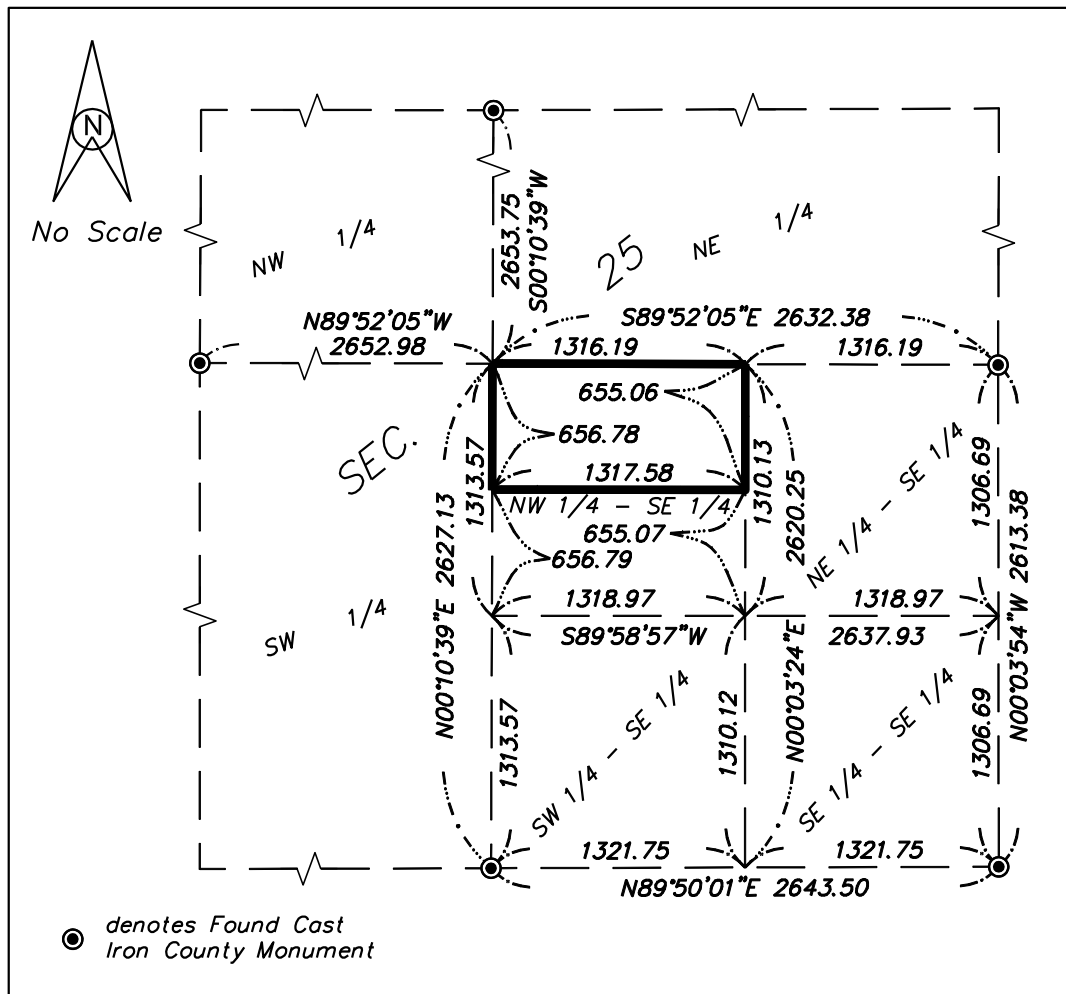 N
No Scale
NW 1/4
2653.75
S00°10'39"W
25
NE 1/4
N89°52'05"W
2652.98
S89°52'05"E 2632.38
1316.19
1316.19
655.06
656.78
SEC.
1313.57
1317.58
1310.13
NW 1/4 - SE 1/4
655.07
656.79
N00°10'39"E 2627.13
2620.25
NE 1/4 - SE 1/4
1306.69
N00°03'54"W 2613.38
1318.97
1318.97
S89°58'57"W
2637.93
SW 1/4
1313.57
SW 1/4 - SE 1/4
1310.12
N00°03'24"E
SE 1/4 - SE 1/4
1306.69
1321.75
1321.75
N89°50'01"E 2643.50
denotes Found Cast
Iron County Monument